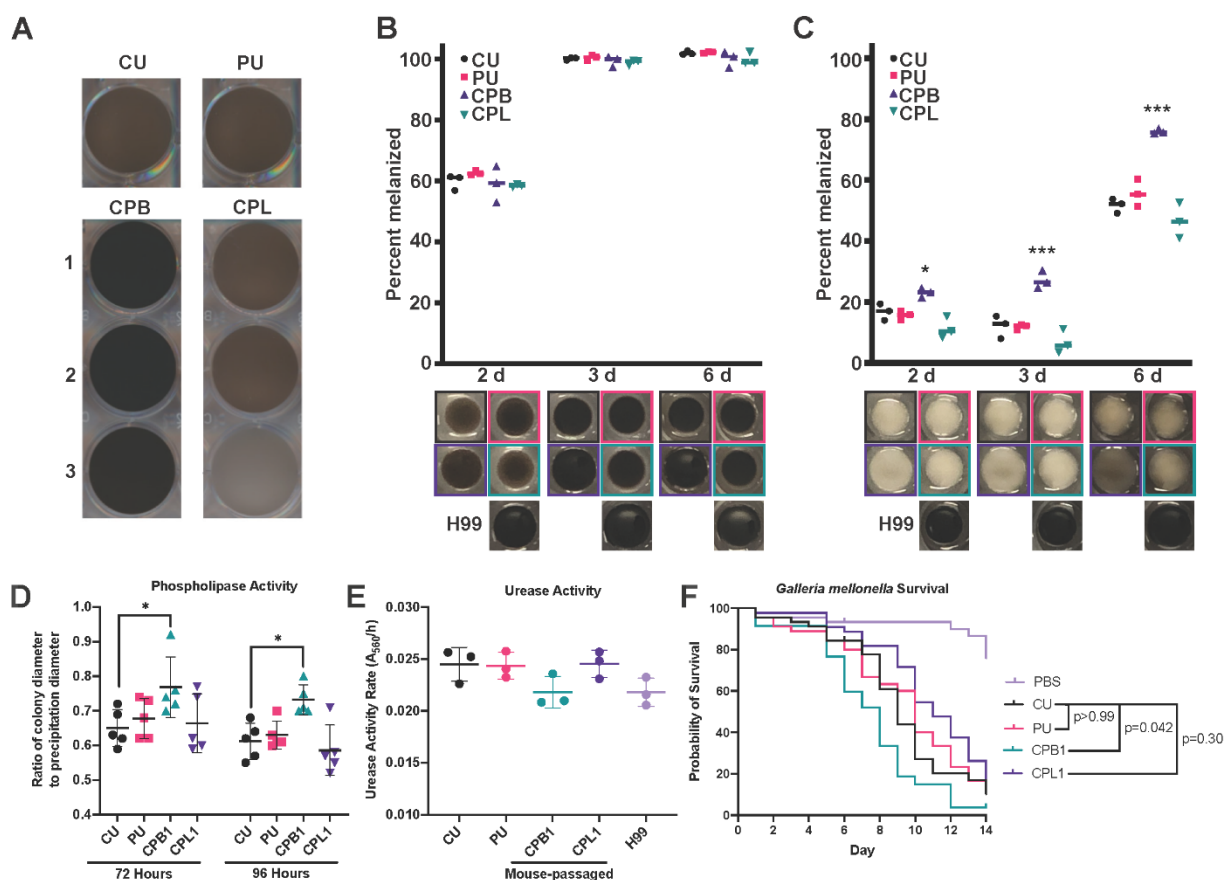 A
CU PU
CPB CPL
1
2
3
B
Percent melanized
100
80
60
40
20
0
CU
PU
CPB
CPL
2 d 3 d 6 d
H99
C
Percent melanized
100
80
60
40
20
0
CU
PU
CPB
CPL
*
***
***
2 d 3 d 6 d
H99
D
Phospholipase Activity
Ratio of colony diameter
to precipitation diameter
1.0
0.9
0.8
0.7
0.6
0.5
0.4
* *
CU PU CPB1 CPL1 CU PU CPB1 CPL1
72 Hours 96 Hours
E
Urease Activity
Urease Activity Rate (A560/h)
0.030
0.025
0.020
0.015
0.010
CU PU CPB1 CPL1 H99
Mouse-passaged
F
Galleria mellonella Survival
Probability of Survival
100
80
60
40
20
0
0 2 4 6 8 10 12 14
Day
PBS
CU
PU
CPB1
CPL1
p>0.99
p=0.042
p=0.30